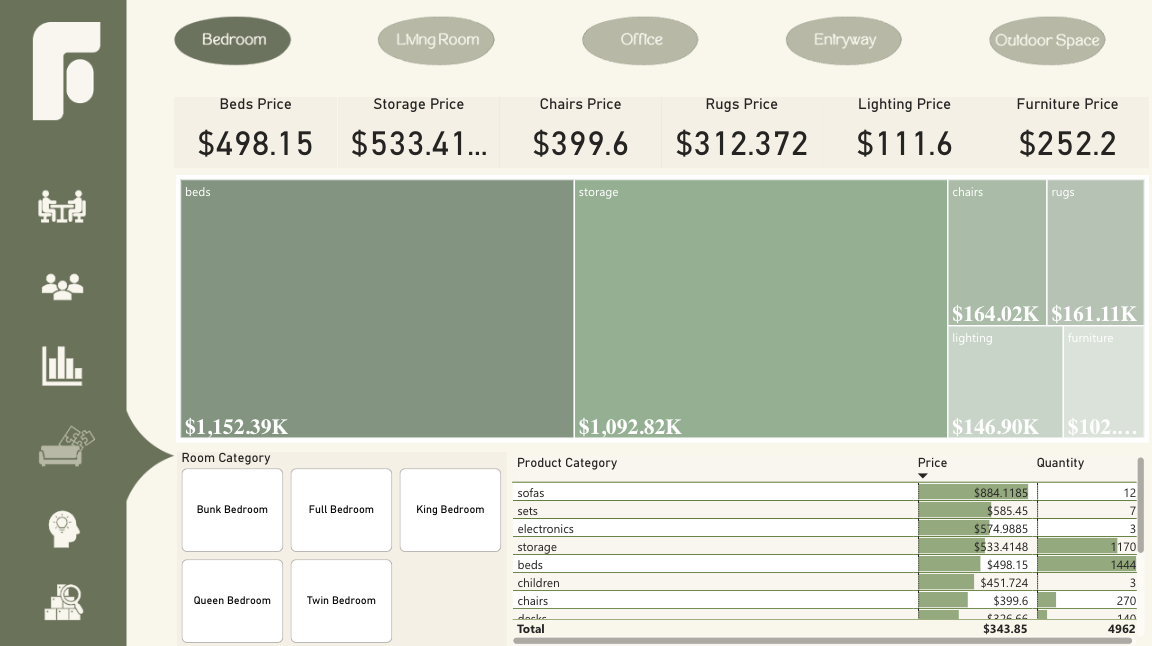 Bedroom
Living Room
Office
Entryway
Outdoor Space
Beds Price
Storage Price
Chairs Price
Rugs Price
Lighting Price
Furniture Price
$498.15
$533.41...
$399.6
$312.372
$111.6
$252.2
beds
storage
chairs
rugs
$164.02K
$161.11K
lighting
furniture
$1,152.39K
$1,092.82K
$146.90K
$102....
Room Category
Bunk Bedroom
Full Bedroom
King Bedroom
Queen Bedroom
Twin Bedroom
Product Category Price Quantity
sofas $884.1185 12
sets $585.45 7
electronics $574.9885 3
storage $533.4148 1170
beds $498.15 1444
children $451.724 3
chairs $399.6 270
desks $326.66 140
Total $343.85 4962